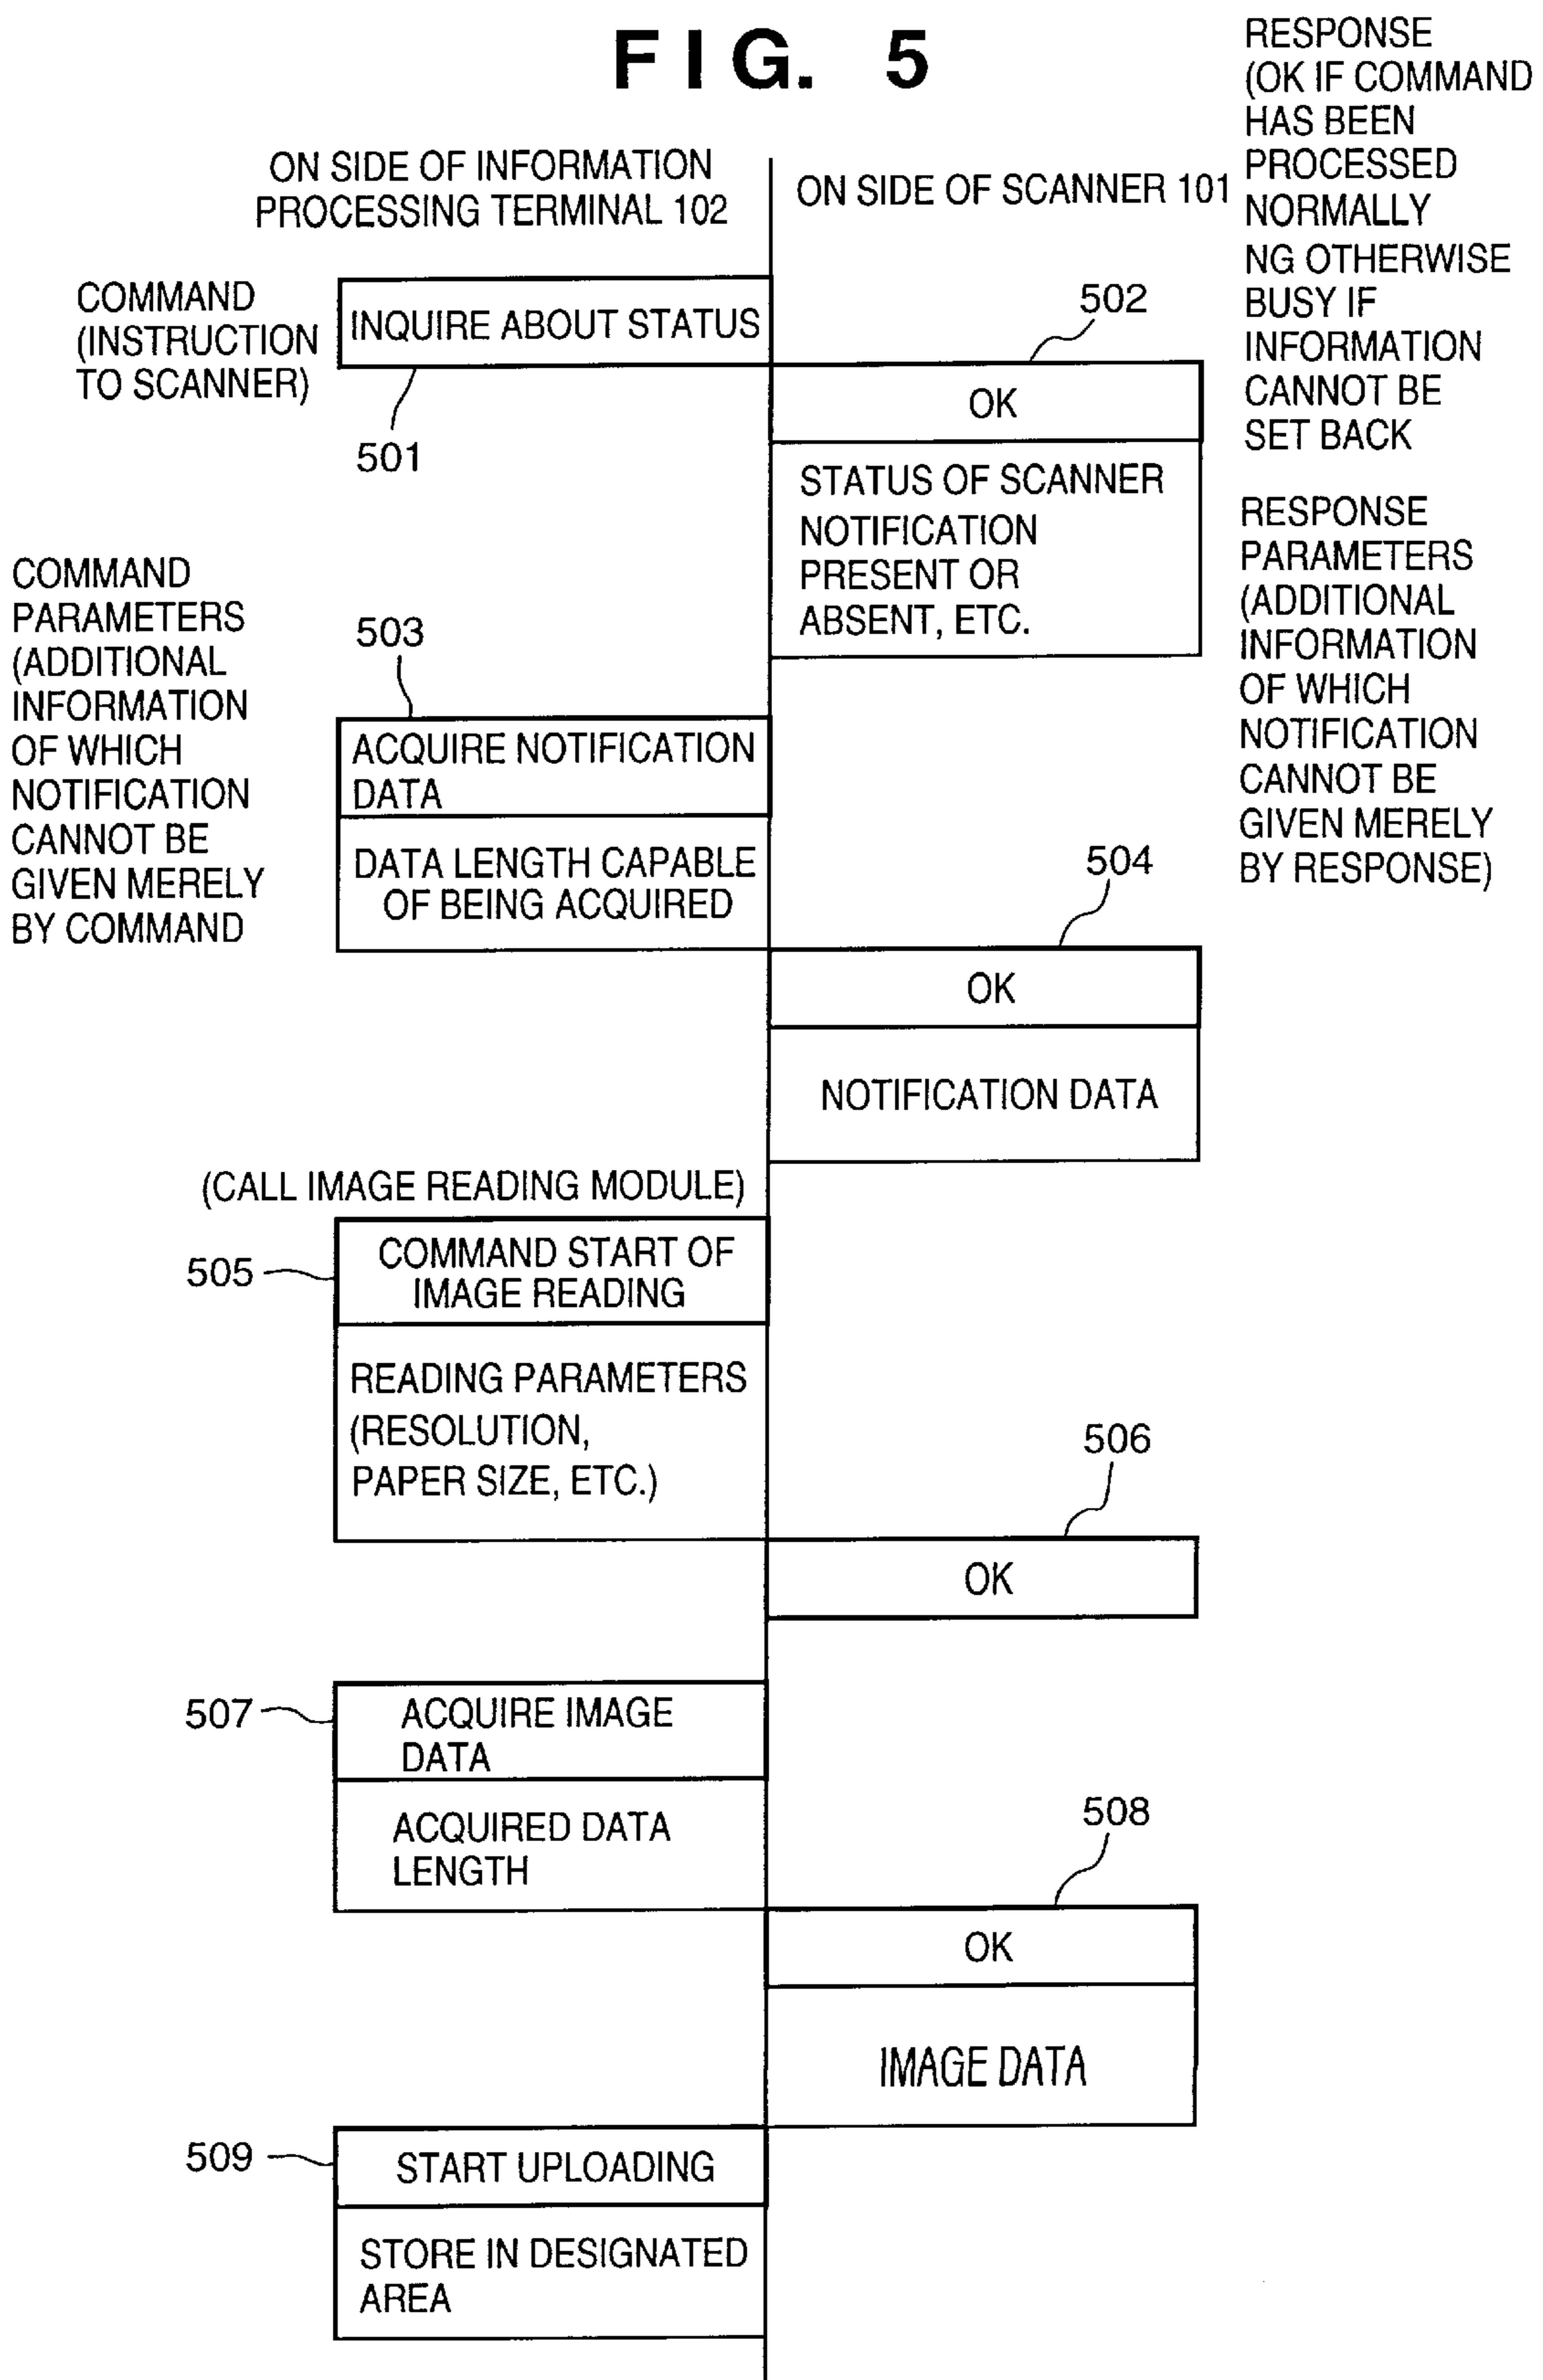 FIG. 5
RESPONSE
(OK IF COMMAND
HAS BEEN
PROCESSED
NORMALLY
NG OTHERWISE
BUSY IF
INFORMATION
CANNOT BE
SET BACK
ON SIDE OF INFORMATION
PROCESSING TERMINAL 102
ON SIDE OF SCANNER 101
COMMAND
(INSTRUCTION
TO SCANNER)
INQUIRE ABOUT STATUS
501
502
OK
STATUS OF SCANNER
NOTIFICATION
PRESENT OR
ABSENT, ETC.
RESPONSE
PARAMETERS
(ADDITIONAL
INFORMATION
OF WHICH
NOTIFICATION
CANNOT BE
GIVEN MERELY
BY RESPONSE)
COMMAND
PARAMETERS
(ADDITIONAL
INFORMATION
OF WHICH
NOTIFICATION
CANNOT BE
GIVEN MERELY
BY COMMAND
503
ACQUIRE NOTIFICATION
DATA
DATA LENGTH CAPABLE
OF BEING ACQUIRED
504
OK
NOTIFICATION DATA
(CALL IMAGE READING MODULE)
505
COMMAND START OF
IMAGE READING
READING PARAMETERS
(RESOLUTION,
PAPER SIZE, ETC.)
506
OK
507
ACQUIRE IMAGE
DATA
ACQUIRED DATA
LENGTH
508
OK
IMAGE DATA
509
START UPLOADING
STORE IN DESIGNATED
AREA